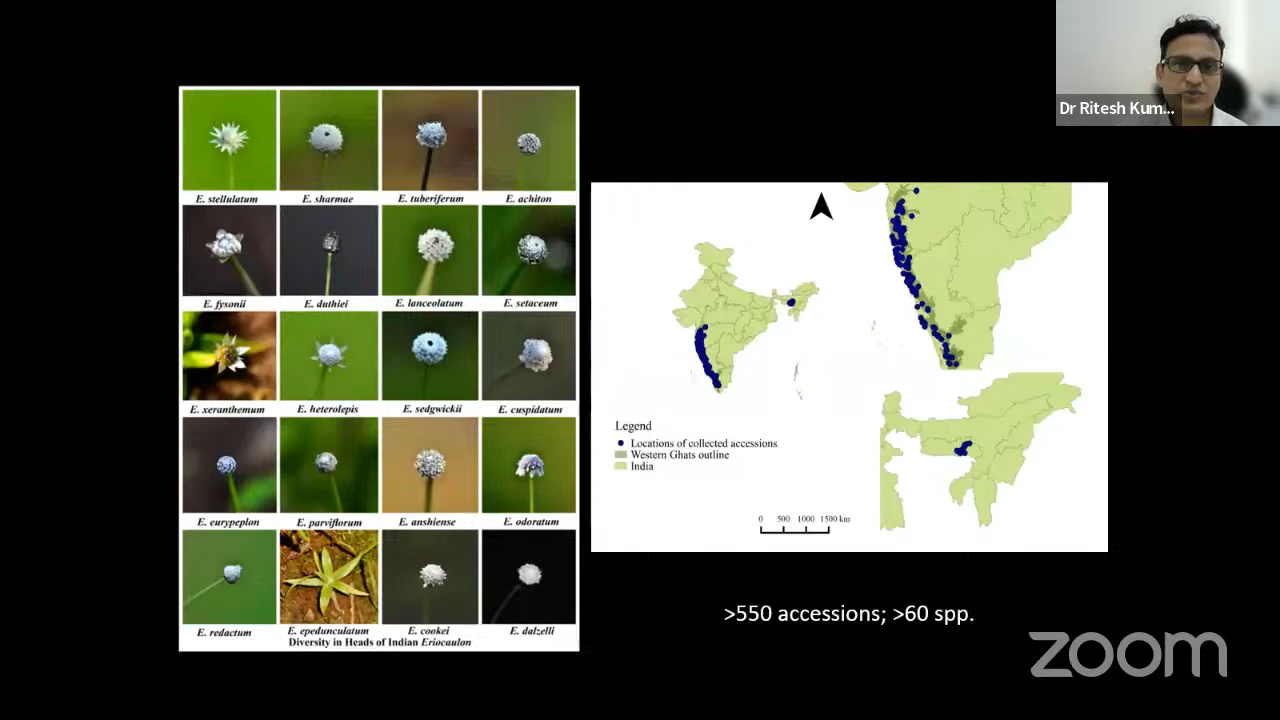 Dr Ritesh Kum...
E. stellulatum
E. sharmae
E. tuberiferum
E. achiton
E. fysonii
E. duthiei
E. lanceolatum
E. setaceum
E. xeranthemum
E. heterolepis
E. sedgwickii
E. cuspidatum
E. eurypeplon
E. parviflorum
E. anshiense
E. odoratum
E. redactum
E. epedunculatum
E. cookei
E. dalzelli
Diversity in Heads of Indian Eriocaulon
Legend
Locations of collected accessions
Western Ghats outline
India
0 500 1000 1500 km
>550 accessions; >60 spp.
zoom